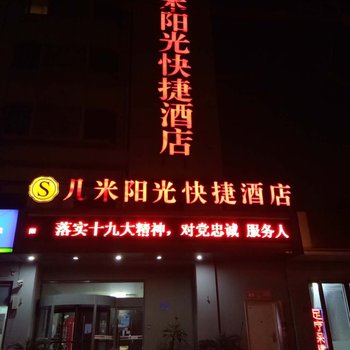 米阳光快捷酒店
S 几米阳光快捷酒店
落实十九大精神，对党忠诚 服务人